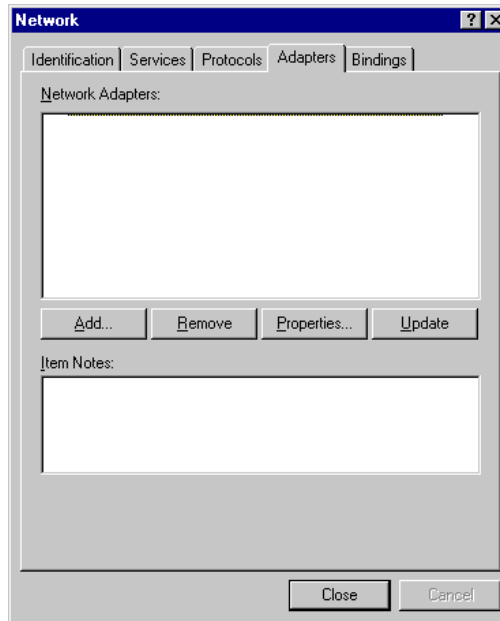 Network
Identification Services Protocols Adapters Bindings
Network Adapters:
Add... Remove Properties... Update
Item Notes:
Close Cancel